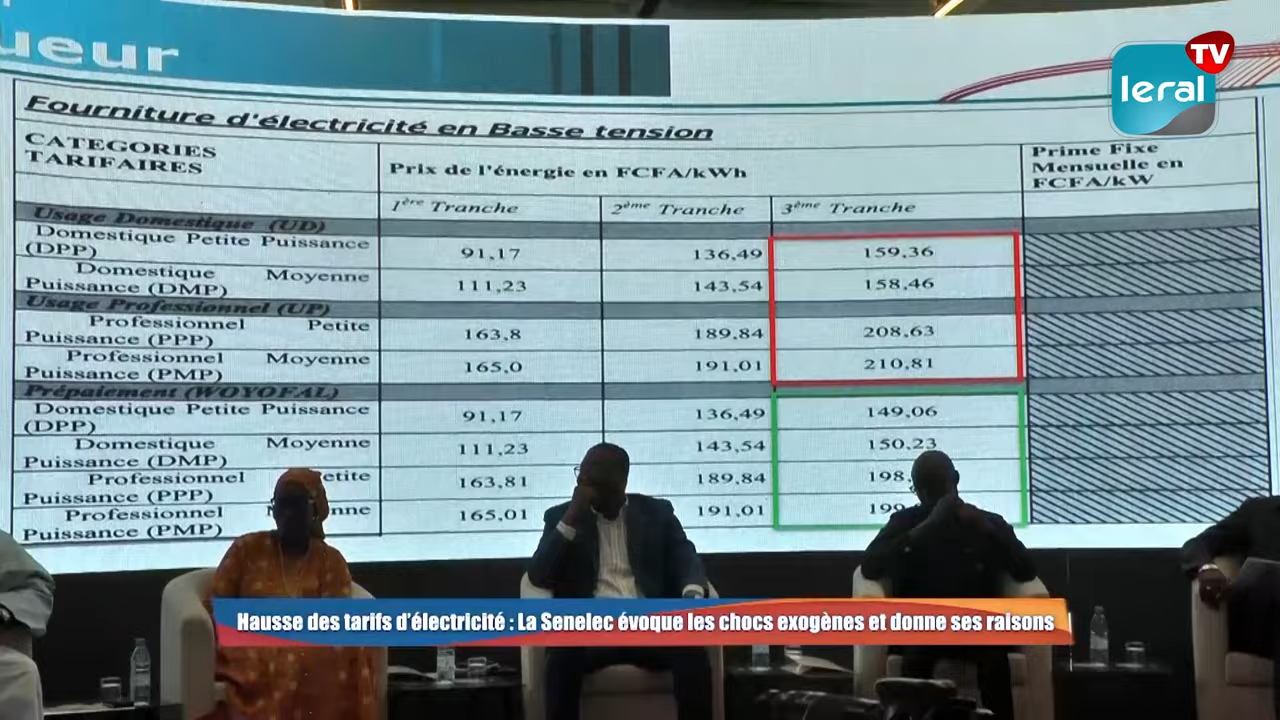 ueur
TV
leral
Fourniture d'électricité en Basse tension
CATEGORIES TARIFAIRES
Prix de l'énergie en FCFA/kWh
Prime Fixe Mensuelle en FCFA/kW
1ère Tranche 2ème Tranche 3ème Tranche
Usage Domestique (UD)
Domestique Petite Puissance (DPP) 91,17 136,49 159,36
Domestique Moyenne Puissance (DMP) 111,23 143,54 158,46
Usage Professionnel (UP)
Professionnel Petite Puissance (PPP) 163,8 189,84 208,63
Professionnel Moyenne Puissance (PMP) 165,0 191,01 210,81
Prépaiement (WOYOFAL)
Domestique Petite Puissance (DPP) 91,17 136,49 149,06
Domestique Moyenne Puissance (DMP) 111,23 143,54 150,23
Professionnel etite Puissance (PPP) 163,81 189,84 198,
Professionnel Puissance (PMP) 165,01 191,01 199
Hausse des tarifs d'électricité : La Senelec évoque les chocs exogènes et donne ses raisons